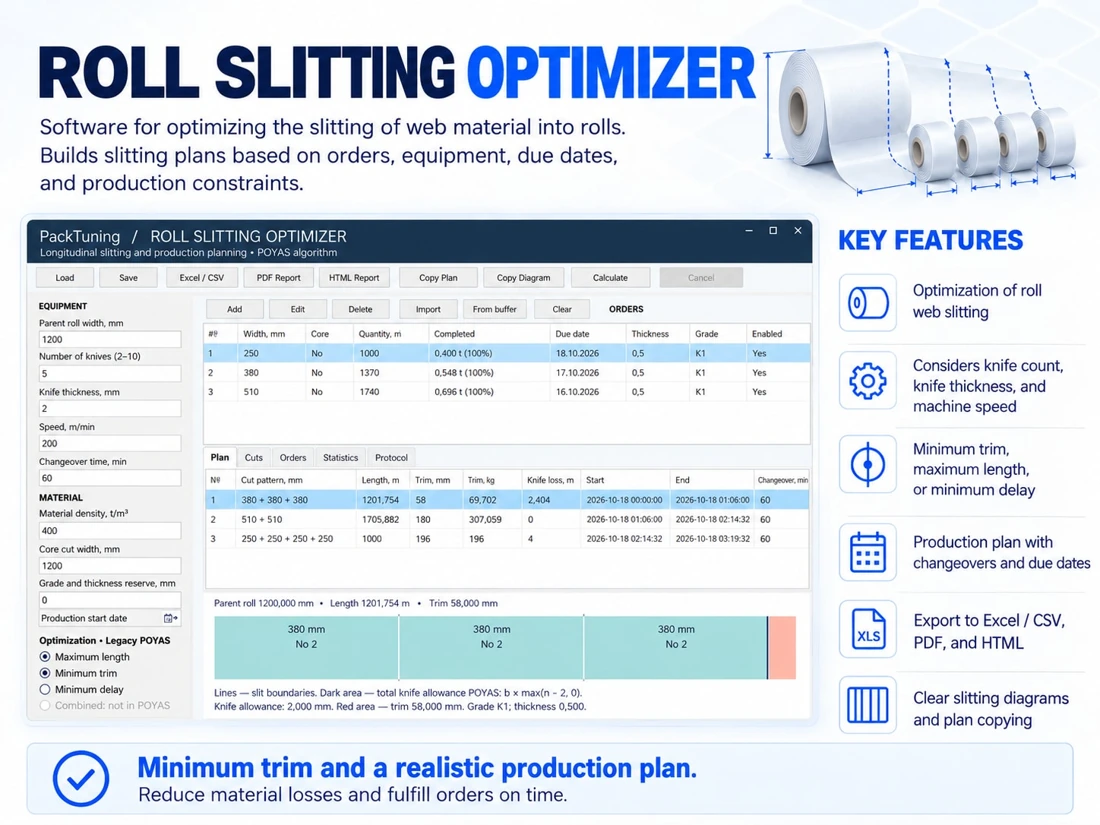 ROLL SLITTING OPTIMIZER
Software for optimizing the slitting of web material into rolls.
Builds slitting plans based on orders, equipment, due dates,
and production constraints.
PackTuning / ROLL SLITTING OPTIMIZER
Longitudinal slitting and production planning • POYAS algorithm
Load Save Excel / CSV PDF Report HTML Report Copy Plan Copy Diagram Calculate Cancel
EQUIPMENT
Parent roll width, mm
1200
Number of knives (2–10)
5
Knife thickness, mm
2
Speed, m/min
200
Changeover time, min
60
MATERIAL
Material density, t/m³
400
Core cut width, mm
1200
Grade and thickness reserve, mm
0
Production start date
Optimization • Legacy POYAS
Maximum length
Minimum trim
Minimum delay
Combined: not in POYAS
Add Edit Delete Import From buffer Clear ORDERS
Width, mm Core Quantity, m Completed Due date Thickness Grade Enabled
1 250 No 1000 0,400 t (100%) 18.10.2026 0,5 K1 Yes
2 380 No 1370 0,548 t (100%) 17.10.2026 0,5 K1 Yes
3 510 No 1740 0,696 t (100%) 16.10.2026 0,5 K1 Yes
Plan Cuts Orders Statistics Protocol
Cut pattern, mm Length, m Trim, mm Trim, kg Knife loss, m Start End Changeover, min
1 380 + 380 + 380 1201,754 58 69,702 2,404 2026-10-18 00:00:00 2026-10-18 01:06:00 60
2 510 + 510 1705,882 180 307,059 0 2026-10-18 01:06:00 2026-10-18 02:14:32 60
3 250 + 250 + 250 + 250 1000 196 196 4 2026-10-18 02:14:32 2026-10-18 03:19:32 60
Parent roll 1200,000 mm • Length 1201,754 m • Trim 58,000 mm
380 mm 380 mm 380 mm
No 2 No 2 No 2
Lines — slit boundaries. Dark area — total knife allowance POYAS: b × max(n − 2, 0).
Knife allowance: 2,000 mm. Red area — trim 58,000 mm. Grade K1; thickness 0,500.
KEY FEATURES
Optimization of roll
web slitting
Considers knife count,
knife thickness, and
machine speed
Minimum trim,
maximum length,
or minimum delay
Production plan with
changeovers and due dates
XLS
Export to Excel / CSV,
PDF, and HTML
Clear slitting diagrams
and plan copying
Minimum trim and a realistic production plan.
Reduce material losses and fulfill orders on time.